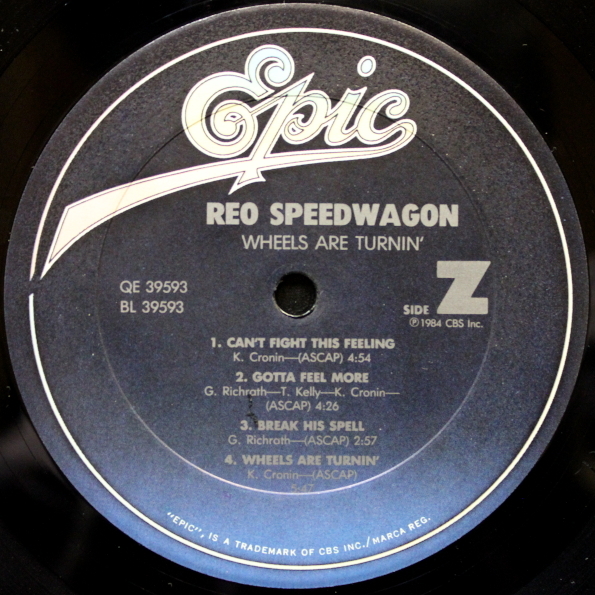 Epic
REO SPEEDWAGON
WHEELS ARE TURNIN'
QE 39593
BL 39593
SIDE Z
℗1984 CBS Inc.
1. CAN'T FIGHT THIS FEELING
K. Cronin—(ASCAP) 4:54
2. GOTTA FEEL MORE
G. Richrath—T. Kelly—K. Cronin—
(ASCAP) 4:26
3. BREAK HIS SPELL
G. Richrath—(ASCAP) 2:57
4. WHEELS ARE TURNIN'
K. Cronin—(ASCAP)
5:47
"EPIC", IS A TRADEMARK OF CBS INC./MARCA REG.